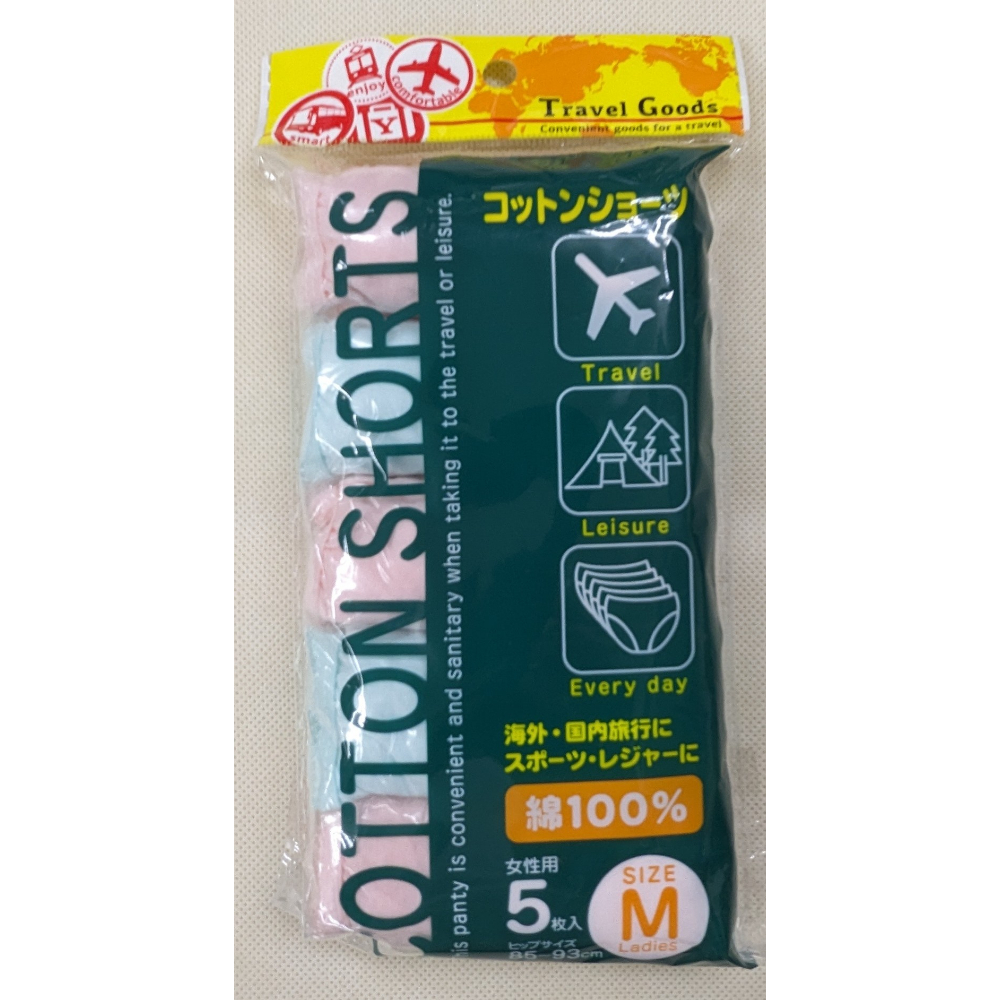 enjoy
comfortable
smart
Y
Travel Goods
Convenient goods for a travel
COTTON SHORTS
his panty is convenient and sanitary when taking it to the travel or leisure.
コットンショーツ
Travel
Leisure
Every day
海外・国内旅行に
スポーツ・レジャーに
綿100%
女性用
5枚入
ヒップサイズ
85-93cm
SIZE
M
Ladies